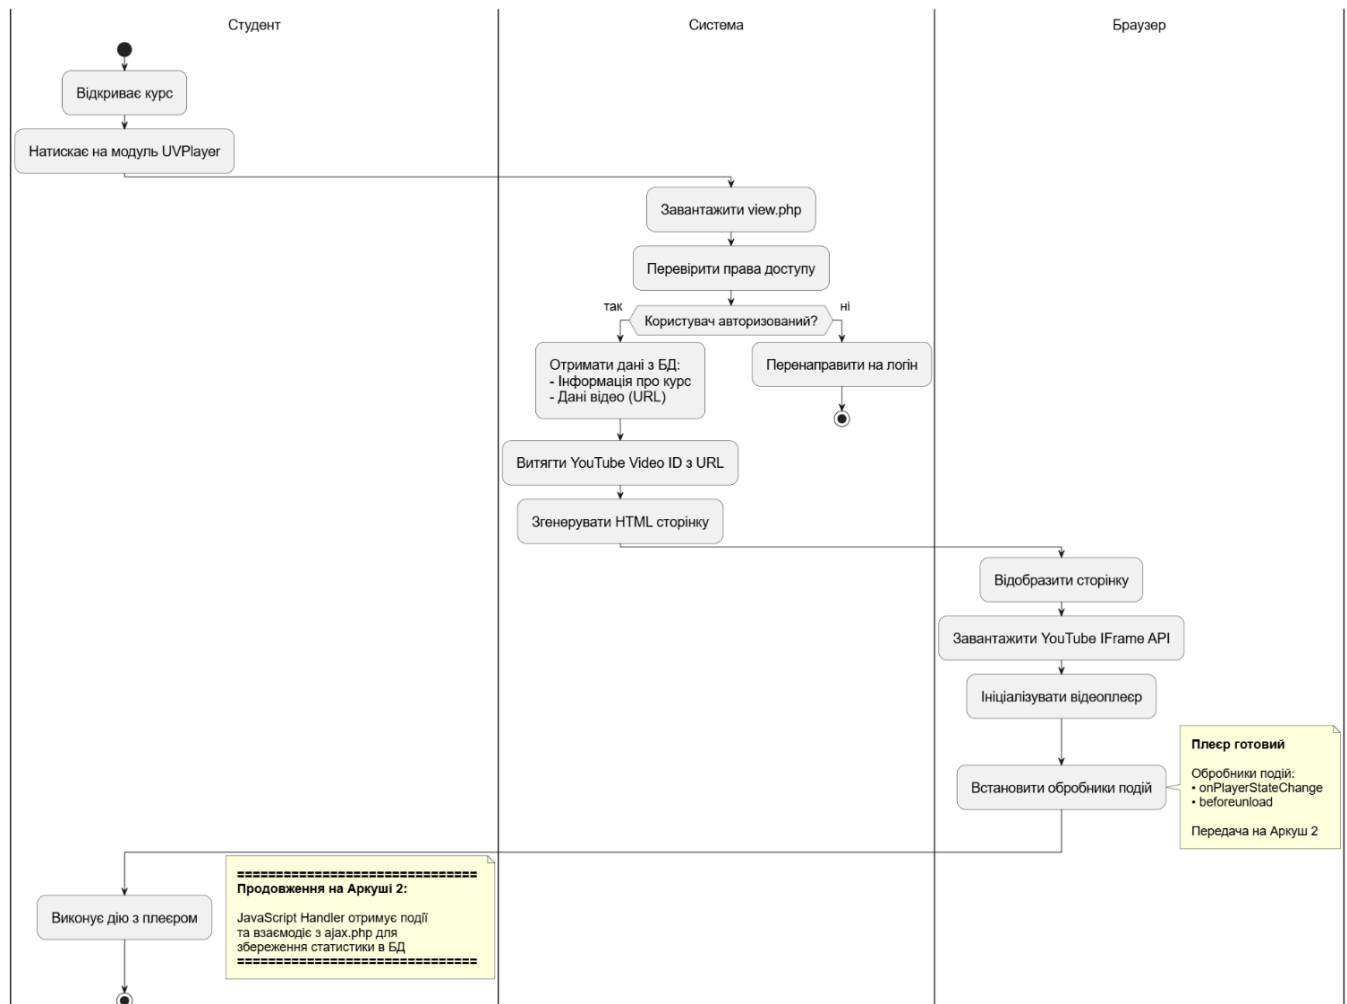 Студент
Система
Браузер
Відкриває курс
Натискає на модуль UVPlayer
Завантажити view.php
Перевірити права доступу
так
Користувач авторизований?
ні
Отримати дані з БД:
- Інформація про курс
- Дані відео (URL)
Перенаправити на логін
Витягти YouTube Video ID з URL
Згенерувати HTML сторінку
Відобразити сторінку
Завантажити YouTube IFrame API
Ініціалізувати відеоплеєр
Встановити обробники подій
Плеєр готовий
Обробники подій:
• onPlayerStateChange
• beforeunload
Передача на Аркуш 2
Виконує дію з плеєром
===============================
Продовження на Аркуші 2:
JavaScript Handler отримує події
та взаємодіє з ajax.php для
збереження статистики в БД
===============================